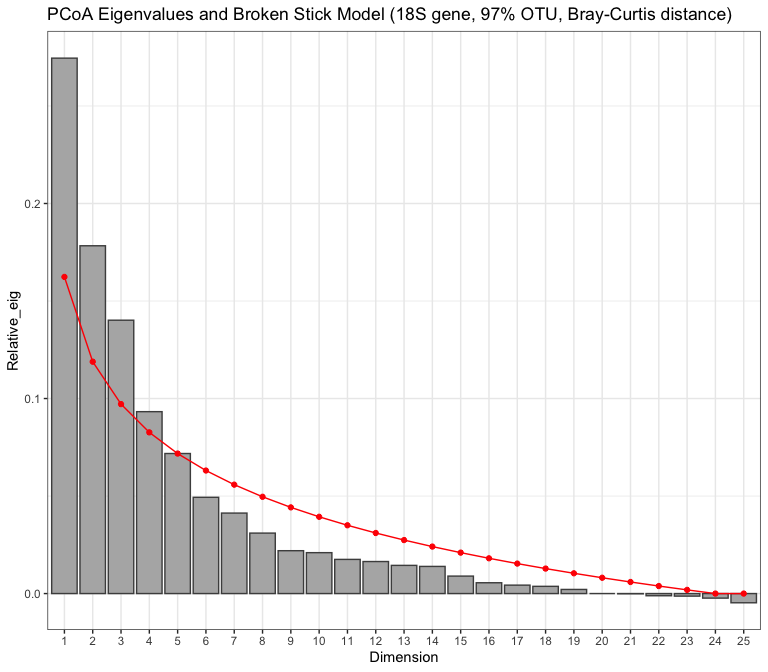 PCoA Eigenvalues and Broken Stick Model (18S gene, 97% OTU, Bray-Curtis distance)
Relative_eig
0.2
0.1
0.0
1 2 3 4 5 6 7 8 9 10 11 12 13 14 15 16 17 18 19 20 21 22 23 24 25
Dimension